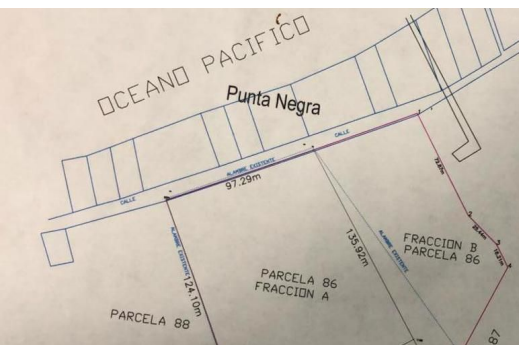 OCEANO PACIFICO
Punta Negra
CALLE
ALAMBRE EXISTENTE
97.29m
CALLE
ALAMBRE EXISTENTE
124.10m
135.92m
ALAMBRE EXISTENTE
FRACCION B
PARCELA 86
PARCELA 86
FRACCION A
PARCELA 88
87